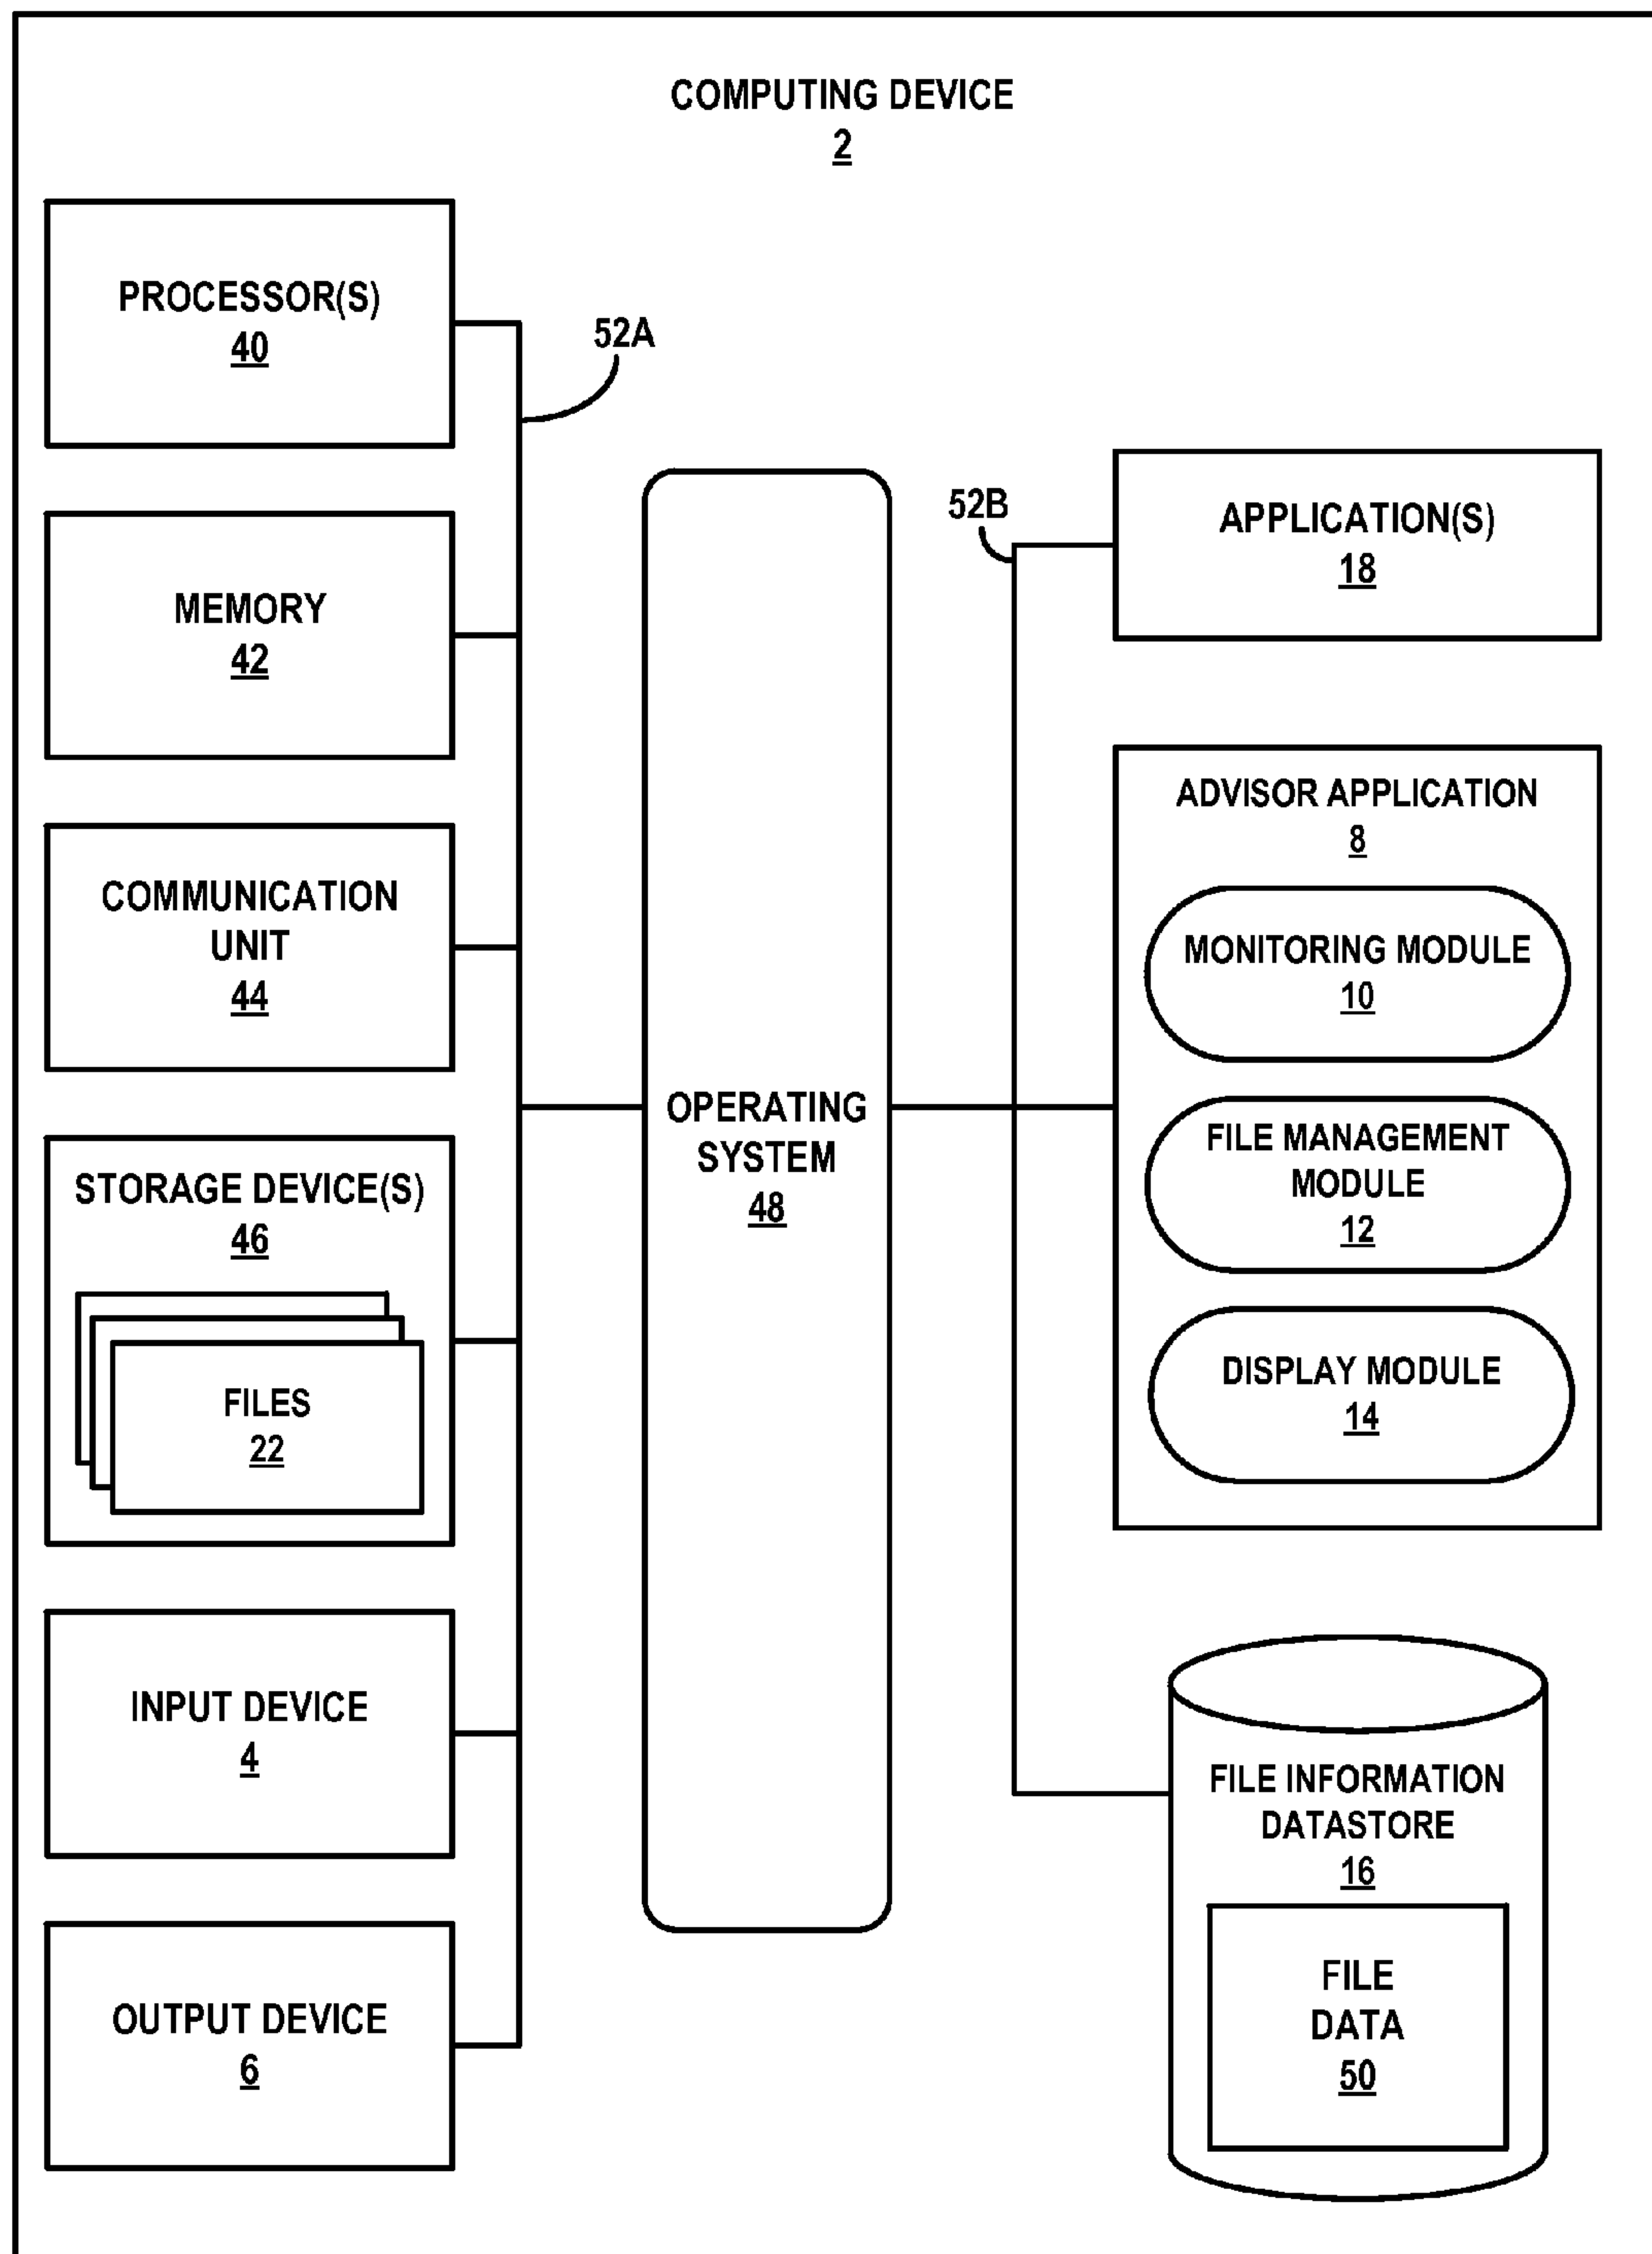 COMPUTING DEVICE
2
PROCESSOR(S)
40
52A
MEMORY
42
COMMUNICATION
UNIT
44
STORAGE DEVICE(S)
46
FILES
22
INPUT DEVICE
4
OUTPUT DEVICE
6
OPERATING
SYSTEM
48
52B
APPLICATION(S)
18
ADVISOR APPLICATION
8
MONITORING MODULE
10
FILE MANAGEMENT
MODULE
12
DISPLAY MODULE
14
FILE INFORMATION
DATASTORE
16
FILE
DATA
50